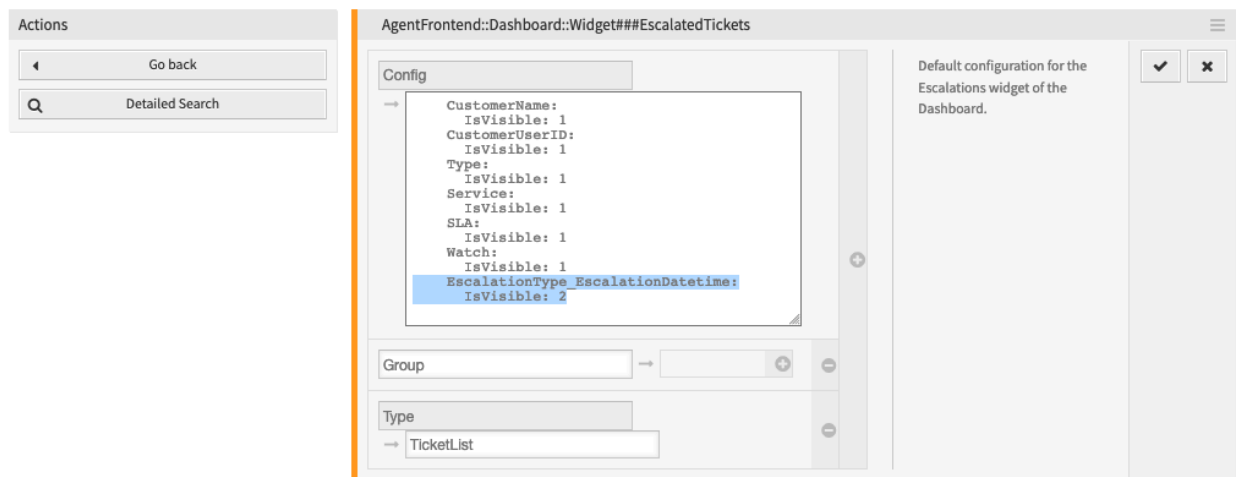 Actions
Go back
Detailed Search
AgentFrontend::Dashboard::Widget###EscalatedTickets
Config
CustomerName:
IsVisible: 1
CustomerUserID:
IsVisible: 1
Type:
IsVisible: 1
Service:
IsVisible: 1
SLA:
IsVisible: 1
Watch:
IsVisible: 1
EscalationType_EscalationDatetime:
IsVisible: 2
Group
Type
TicketList
Default configuration for the
Escalations widget of the
Dashboard.